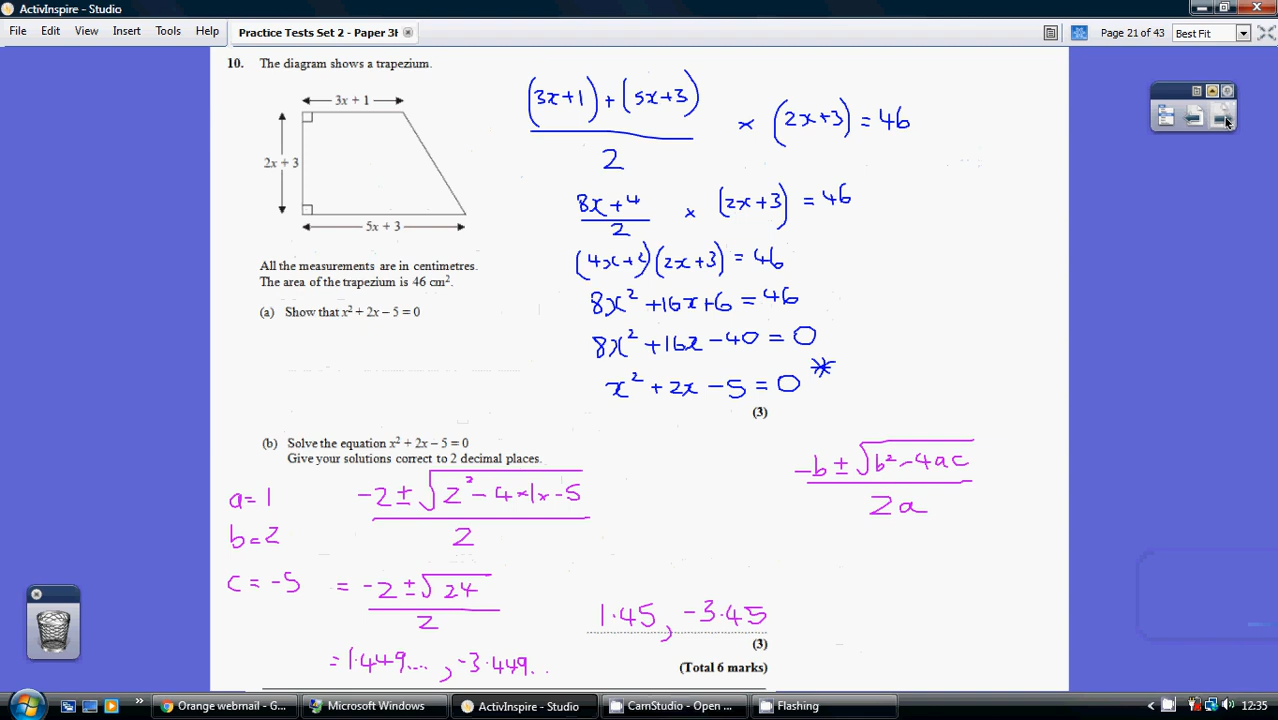 ActivInspire - Studio
File Edit View Insert Tools Help Practice Tests Set 2 - Paper 3H Page 21 of 43 Best Fit
10. The diagram shows a trapezium.
3x + 1
2x + 3
5x + 3
All the measurements are in centimetres.
The area of the trapezium is 46 cm².
(a) Show that x² + 2x – 5 = 0
(3x+1) + (5x+3)
2
× (2x+3) = 46
8x+4
2
× (2x+3) = 46
(4x+2)(2x+3) = 46
8x² +16x+6 = 46
8x² +16x -40 = 0
x² +2x -5 = 0 *
(3)
(b) Solve the equation x² + 2x – 5 = 0
Give your solutions correct to 2 decimal places.
-b ± √b² -4ac
2a
a= 1
b= 2
c = -5
-2 ± √2² - 4×1×-5
2
= -2 ± √24
2
= 1.449... , -3.449..
1.45, -3.45
(3)
(Total 6 marks)
Orange webmail - G... Microsoft Windows ActivInspire - Studio CamStudio - Open ... Flashing 12:35